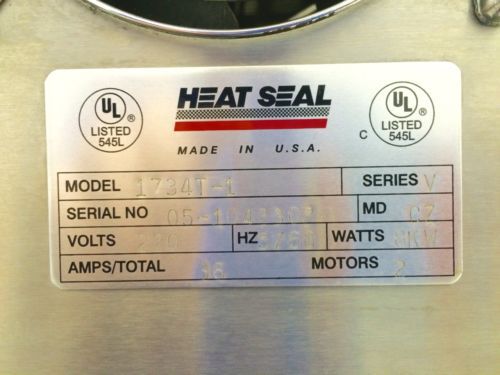 UL ®
LISTED
545L
HEAT SEAL
MADE IN U.S.A.
C UL ®
LISTED
545L
MODEL 1734T-1 SERIES V
SERIAL NO MD
VOLTS HZ WATTS
AMPS/TOTAL 36 MOTORS 2